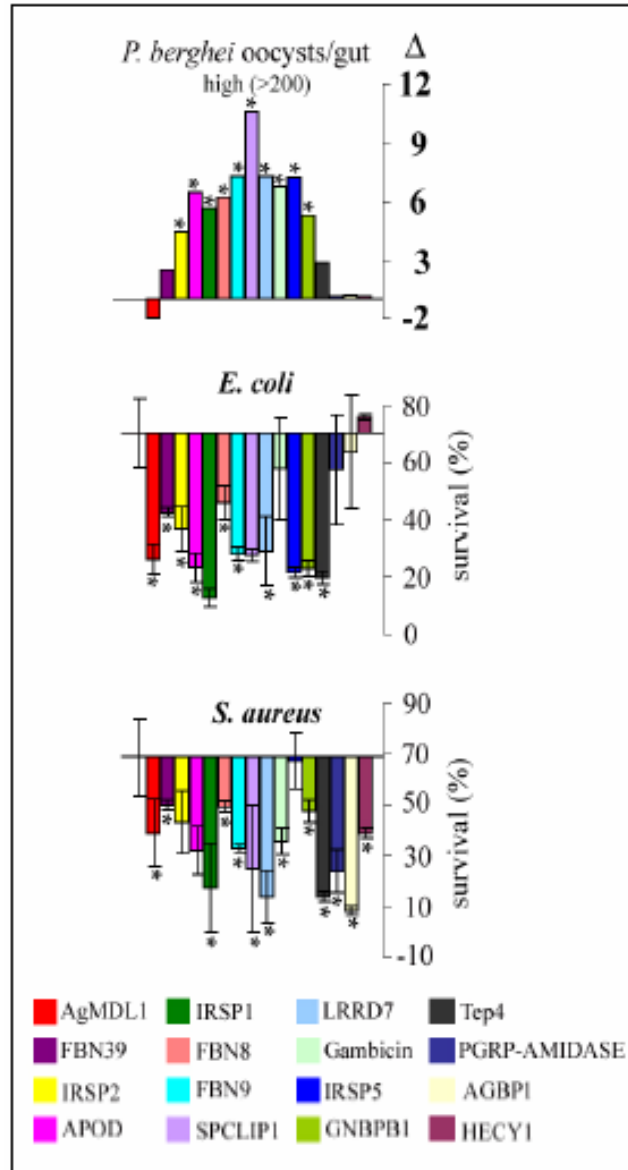 P. berghei oocysts/gut Δ
high (>200)
12
9
6
3
-2
* * * * * * * * * *
E. coli
80
60
40
20
0
survival (%)
* * * * * * * * * *
S. aureus
90
70
50
30
10
-10
survival (%)
* * * * * * * * * * * * *
AgMDL1 IRSP1 LRRD7 Tep4
FBN39 FBN8 Gambicin PGRP-AMIDASE
IRSP2 FBN9 IRSP5 AGBP1
APOD SPCLIP1 GNBPB1 HECY1